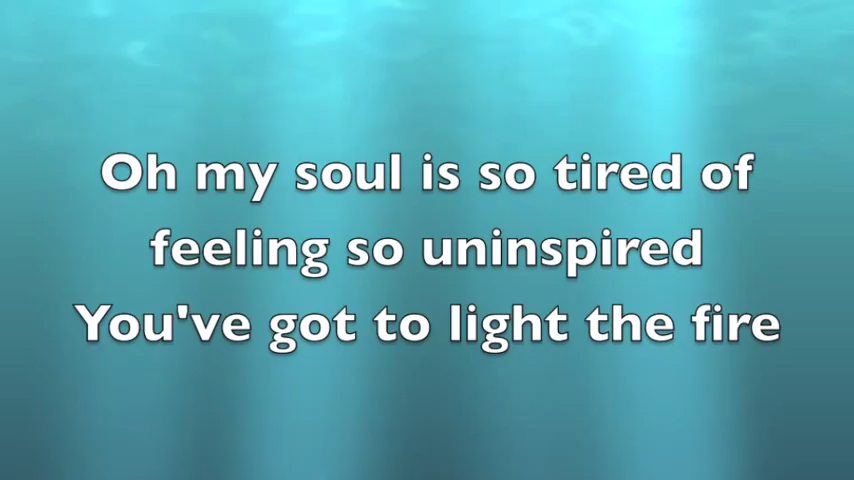 Oh my soul is so tired of
feeling so uninspired
You've got to light the fire